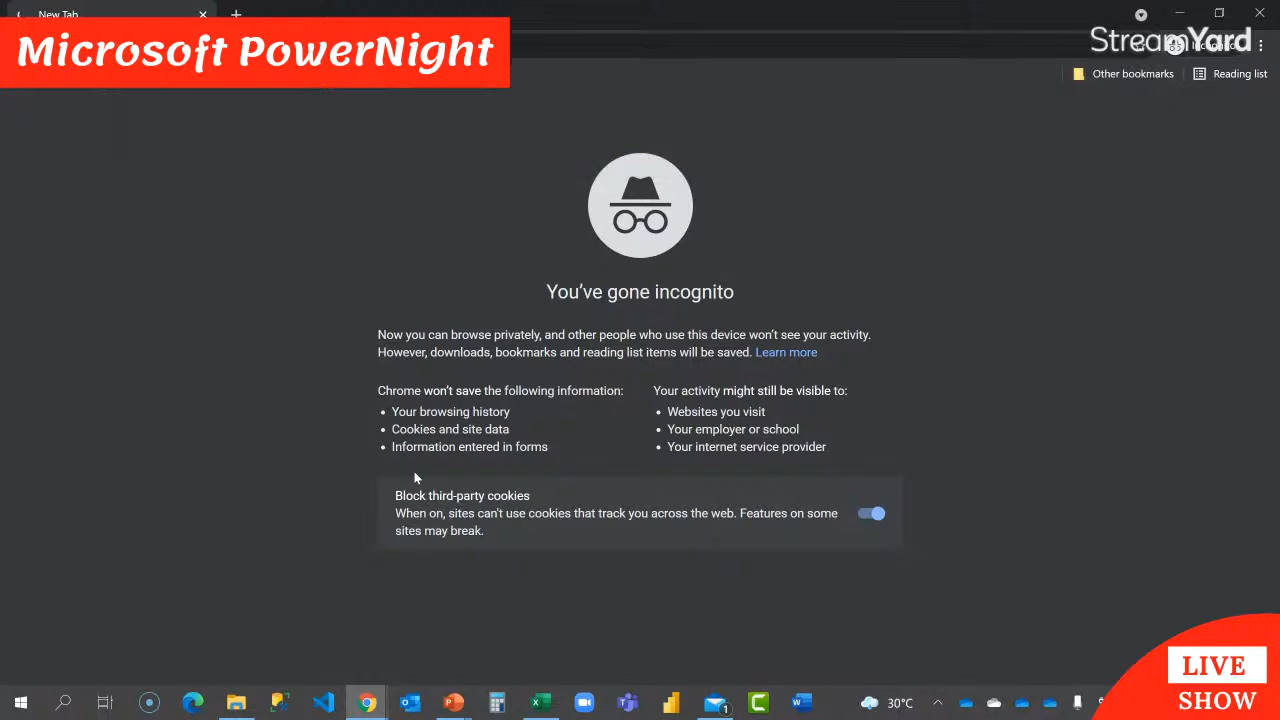 New Tab
Microsoft PowerNight
StreamYard
Other bookmarks
Reading list
You've gone incognito
Now you can browse privately, and other people who use this device won't see your activity.
However, downloads, bookmarks and reading list items will be saved. Learn more
Chrome won't save the following information:
Your browsing history
Cookies and site data
Information entered in forms
Your activity might still be visible to:
Websites you visit
Your employer or school
Your internet service provider
Block third-party cookies
When on, sites can't use cookies that track you across the web. Features on some
sites may break.
1
30°C
LIVE
SHOW